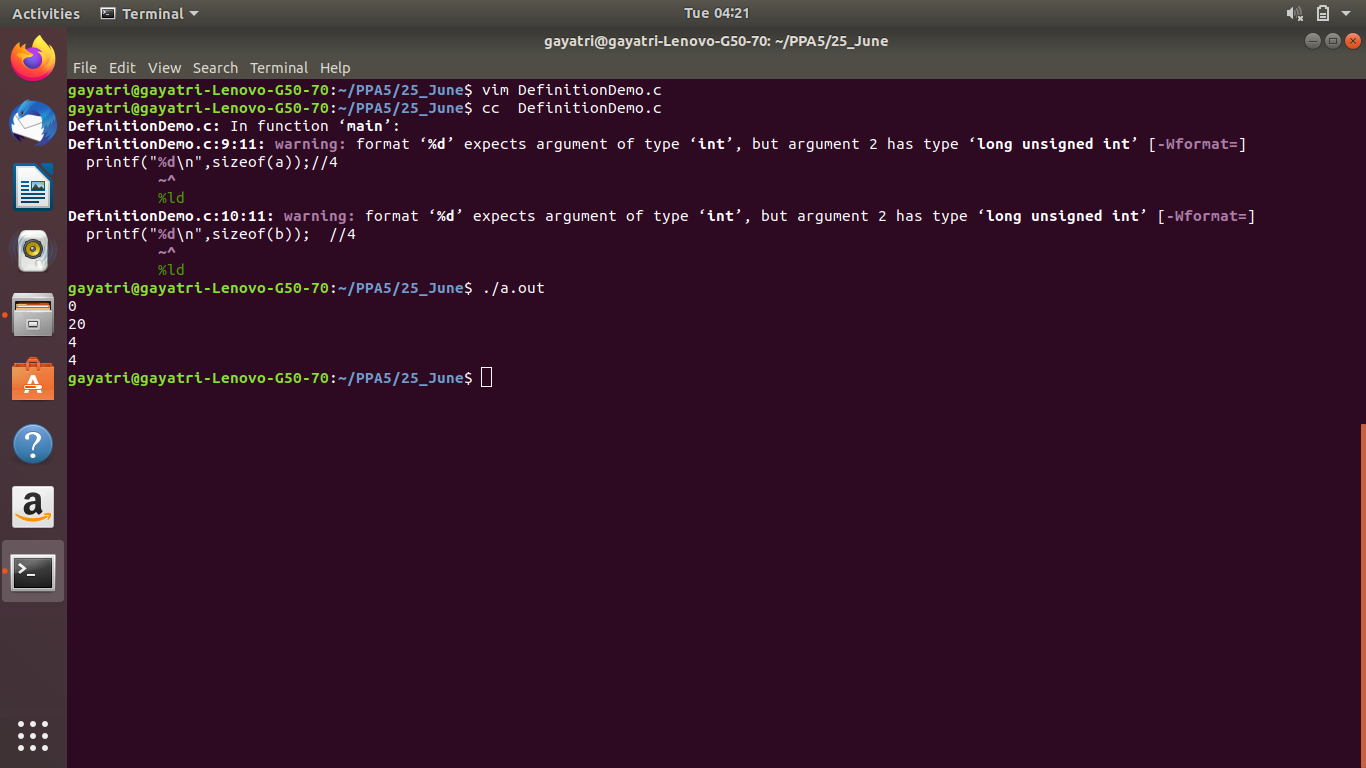 Activities Terminal Tue 04:21
gayatri@gayatri-Lenovo-G50-70: ~/PPA5/25_June
File Edit View Search Terminal Help
gayatri@gayatri-Lenovo-G50-70:~/PPA5/25_June$ vim DefinitionDemo.c
gayatri@gayatri-Lenovo-G50-70:~/PPA5/25_June$ cc  DefinitionDemo.c
DefinitionDemo.c: In function ‘main’:
DefinitionDemo.c:9:11: warning: format ‘%d’ expects argument of type ‘int’, but argument 2 has type ‘long unsigned int’ [-Wformat=]
  printf("%d\n",sizeof(a));//4
          ~^
          %ld
DefinitionDemo.c:10:11: warning: format ‘%d’ expects argument of type ‘int’, but argument 2 has type ‘long unsigned int’ [-Wformat=]
  printf("%d\n",sizeof(b));  //4
          ~^
          %ld
gayatri@gayatri-Lenovo-G50-70:~/PPA5/25_June$ ./a.out
0
20
4
4
gayatri@gayatri-Lenovo-G50-70:~/PPA5/25_June$